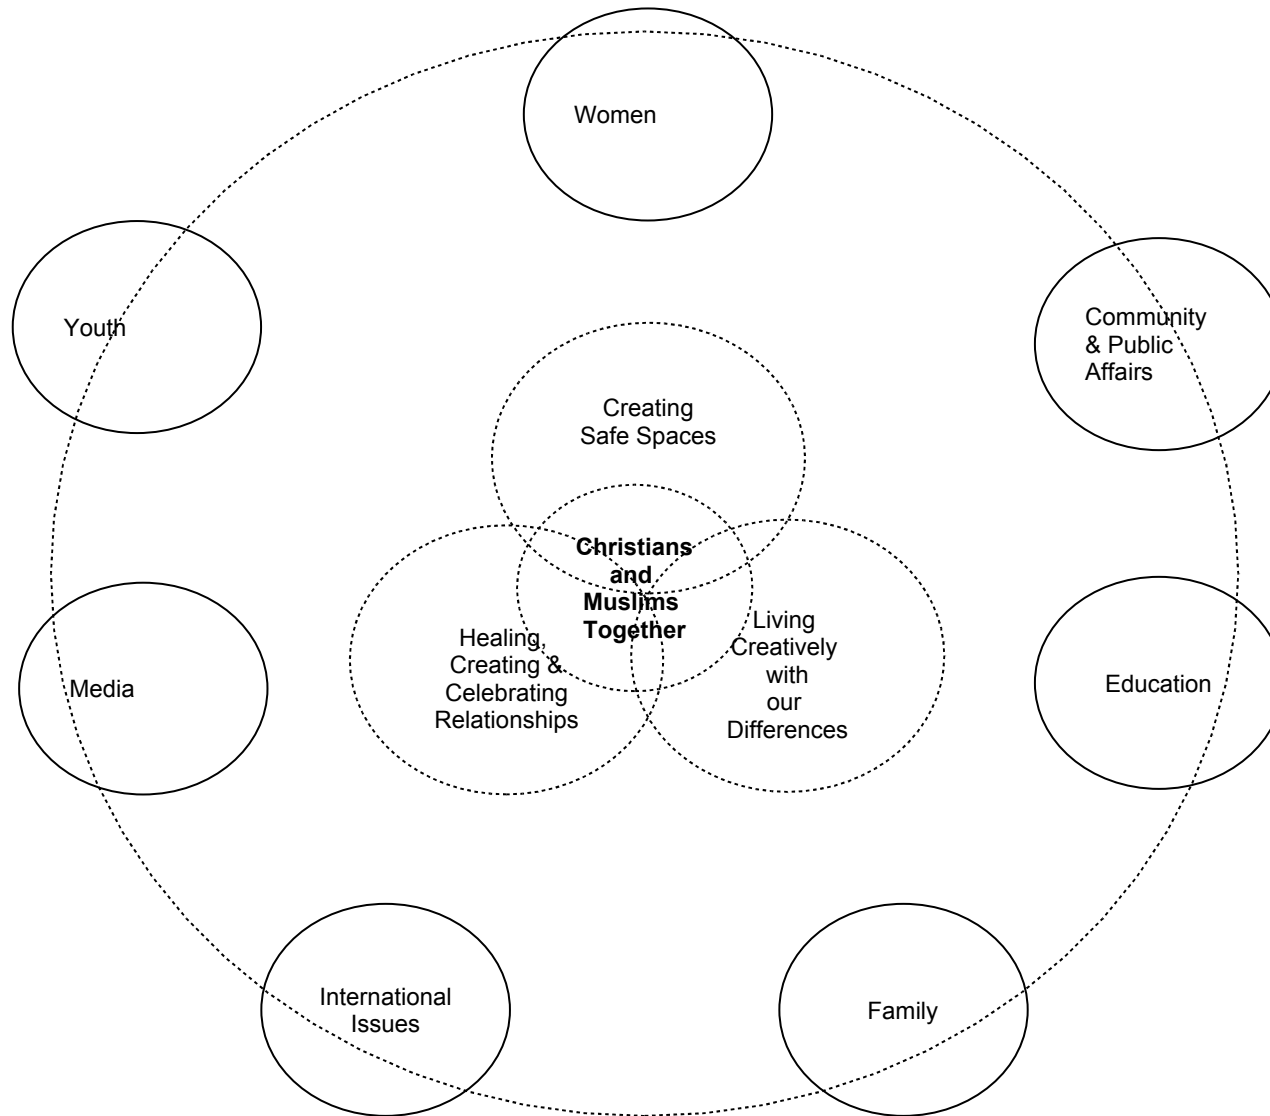 Women
Youth
Community
& Public
Affairs
Creating
Safe Spaces
Christians
and
Muslims
Together
Healing,
Creating &
Celebrating
Relationships
Living
Creatively
with
our
Differences
Media
Education
International
Issues
Family